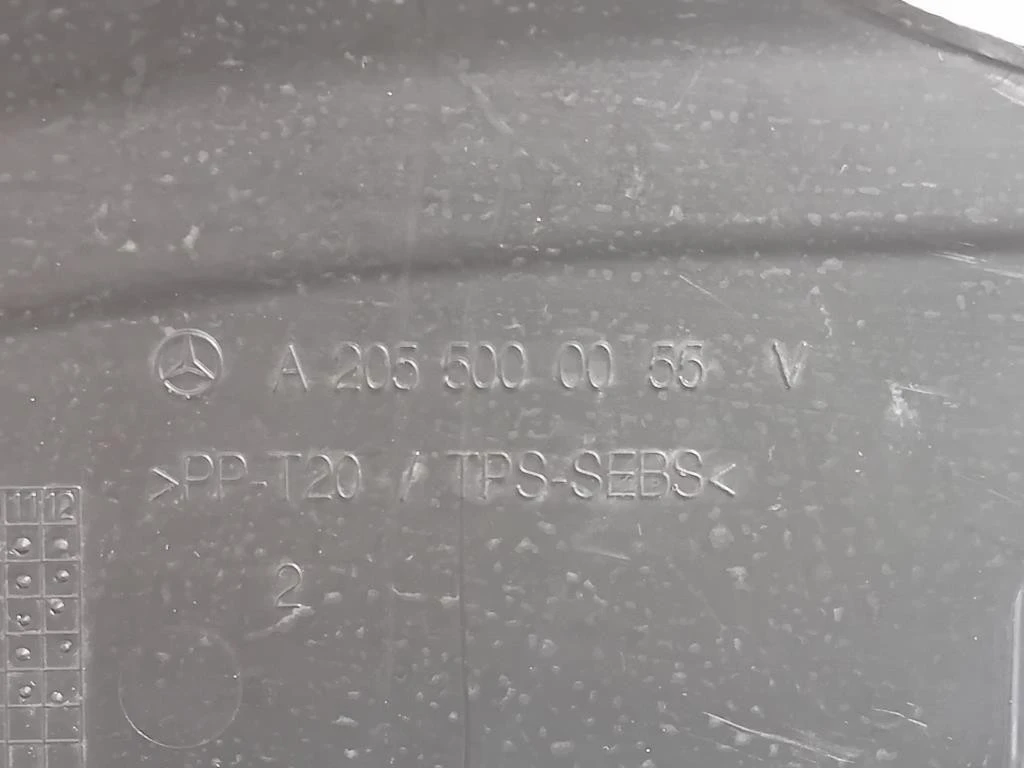 A 205 500 00 55 V
>PP-T20 / TPS-SEBS<
11 12
2